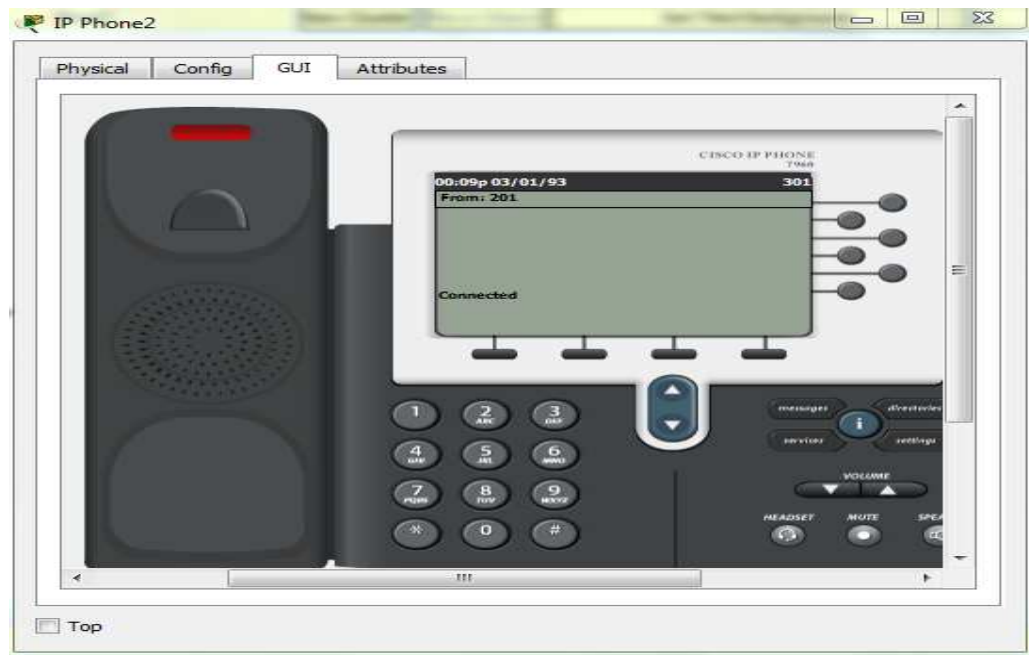 IP Phone2
Physical
Config
GUI
Attributes
CISCO IP PHONE
7960
00:09p 03/01/93
301
From: 201
Connected
1
2
ABC
3
DEF
4
GHI
5
JKL
6
MNO
7
PQRS
8
TUV
9
WXYZ
*
0
#
messages
directories
i
services
settings
VOLUME
HEADSET
MUTE
SPEA
Top